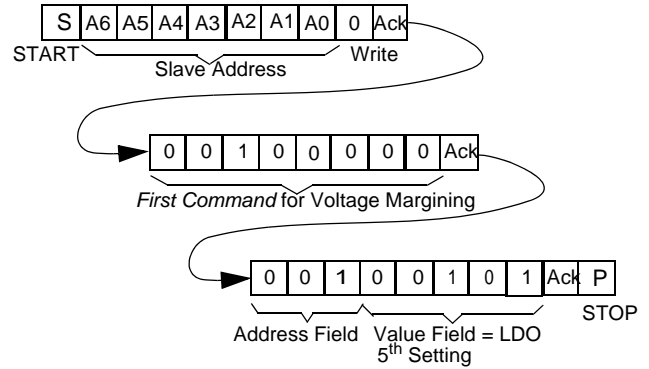 S A6 A5 A4 A3 A2 A1 A0 0 Ack
START Slave Address Write
0 0 1 0 0 0 0 0 Ack
First Command for Voltage Margining
0 0 1 0 0 1 0 1 Ack P
STOP
Address Field Value Field = LDO
5th Setting